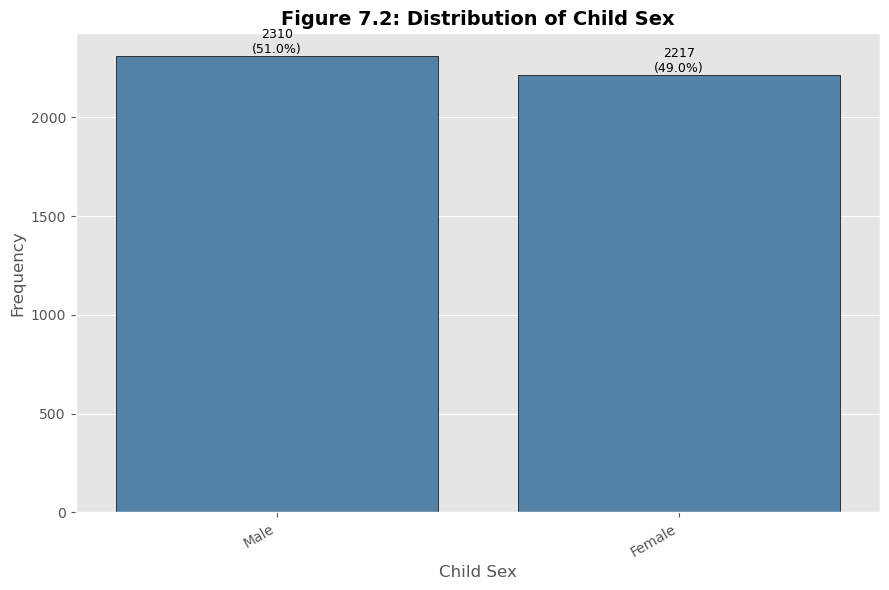 Figure 7.2: Distribution of Child Sex
2310
(51.0%)
2217
(49.0%)
2000
1500
1000
500
0
Frequency
Male
Female
Child Sex